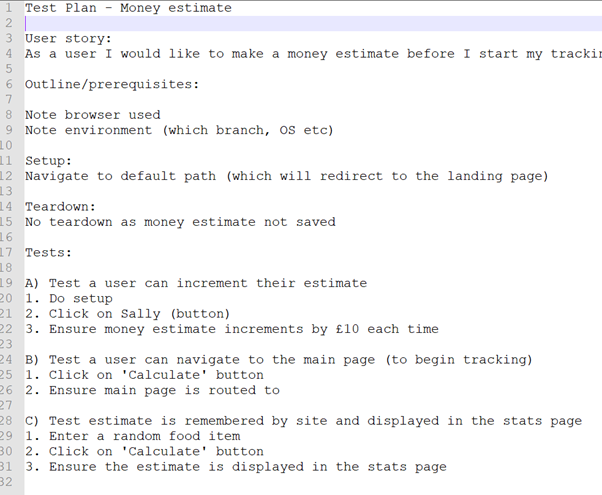 1 Test Plan - Money estimate
2
3 User story:
4 As a user I would like to make a money estimate before I start my
5
6 Outline/prerequisites:
7
8 Note browser used
9 Note environment (which branch, OS etc)
10
11 Setup:
12 Navigate to default path (which will redirect to the landing page)
13
14 Teardown:
15 No teardown as money estimate not saved
16
17 Tests:
18
19 A) Test a user can increment their estimate
20 1. Do setup
21 2. Click on Sally (button)
22 3. Ensure money estimate increments by £10 each time
23
24 B) Test a user can navigate to the main page (to begin tracking)
25 1. Click on 'Calculate' button
26 2. Ensure main page is routed to
27
28 C) Test estimate is remembered by site and displayed in the stats page
29 1. Enter a random food item
30 2. Click on 'Calculate' button
31 3. Ensure the estimate is displayed in the stats page
32